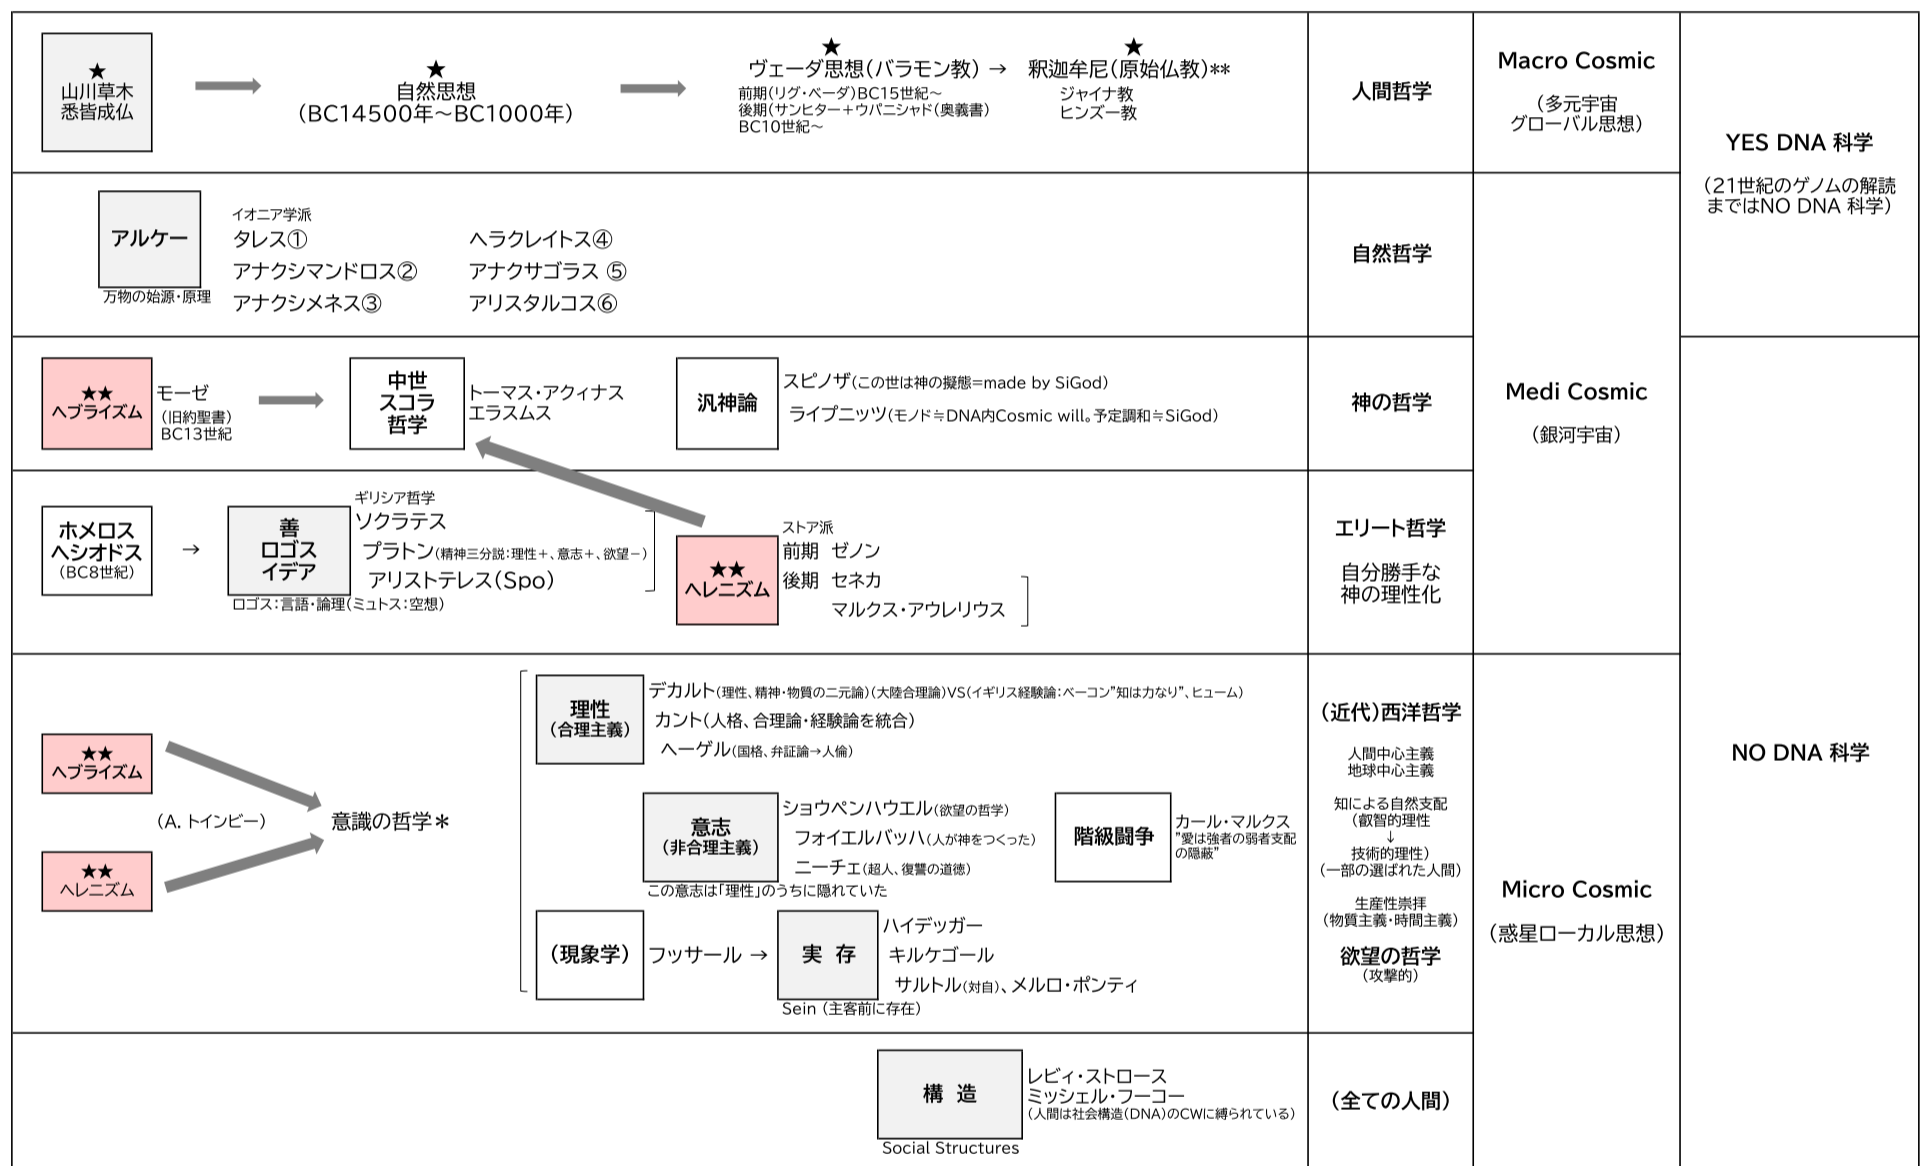 ★
山川草木
悉皆成仏
★
自然思想
(BC14500年～BC1000年)
★
ヴェーダ思想(バラモン教) →
前期(リグ・ベーダ)BC15世紀～
後期(サンヒター＋ウパニシャド(奥義書)
BC10世紀～
★
釈迦牟尼(原始仏教)**
ジャイナ教
ヒンズー教
人間哲学
Macro Cosmic
(多元宇宙
グローバル思想)
YES DNA 科学
(21世紀のゲノムの解読
まではNO DNA 科学)
アルケー
万物の始源・原理
イオニア学派
タレス①
アナクシマンドロス②
アナクシメネス③
ヘラクレイトス④
アナクサゴラス ⑤
アリスタルコス⑥
自然哲学
★★
ヘブライズム
モーゼ
(旧約聖書)
BC13世紀
中世
スコラ
哲学
トーマス・アクィナス
エラスムス
汎神論
スピノザ(この世は神の擬態=made by SiGod)
ライプニッツ(モノド≒DNA内Cosmic will。予定調和≒SiGod)
神の哲学
Medi Cosmic
(銀河宇宙)
ホメロス
ヘシオドス
(BC8世紀)
→
善
ロゴス
イデア
ロゴス：言語・論理(ミュトス：空想)
ギリシア哲学
ソクラテス
プラトン(精神三分説：理性＋、意志＋、欲望－)
アリストテレス(Spo)
★★
ヘレニズム
ストア派
前期 ゼノン
後期 セネカ
マルクス・アウレリウス
エリート哲学
自分勝手な
神の理性化
★★
ヘブライズム
(A. トインビー)
★★
ヘレニズム
意識の哲学＊
理性
(合理主義)
デカルト(理性、精神・物質の二元論)(大陸合理論)VS(イギリス経験論：ベーコン”知は力なり”、ヒューム)
カント(人格、合理論・経験論を統合)
ヘーゲル(国格、弁証論→人倫)
意志
(非合理主義)
この意志は「理性」のうちに隠れていた
ショウペンハウエル(欲望の哲学)
フォイエルバッハ(人が神をつくった)
ニーチェ(超人、復讐の道徳)
階級闘争
カール・マルクス
”愛は強者の弱者支配
の隠蔽”
(現象学)
フッサール →
実 存
Sein (主客前に存在)
ハイデッガー
キルケゴール
サルトル(対自)、メルロ・ポンティ
(近代)西洋哲学
人間中心主義
地球中心主義
知による自然支配
(叡智的理性
↓
技術的理性)
(一部の選ばれた人間)
生産性崇拝
(物質主義・時間主義)
欲望の哲学
(攻撃的)
Micro Cosmic
(惑星ローカル思想)
NO DNA 科学
構 造
Social Structures
レビィ・ストロース
ミッシェル・フーコー
(人間は社会構造(DNA)のCWに縛られている)
(全ての人間)